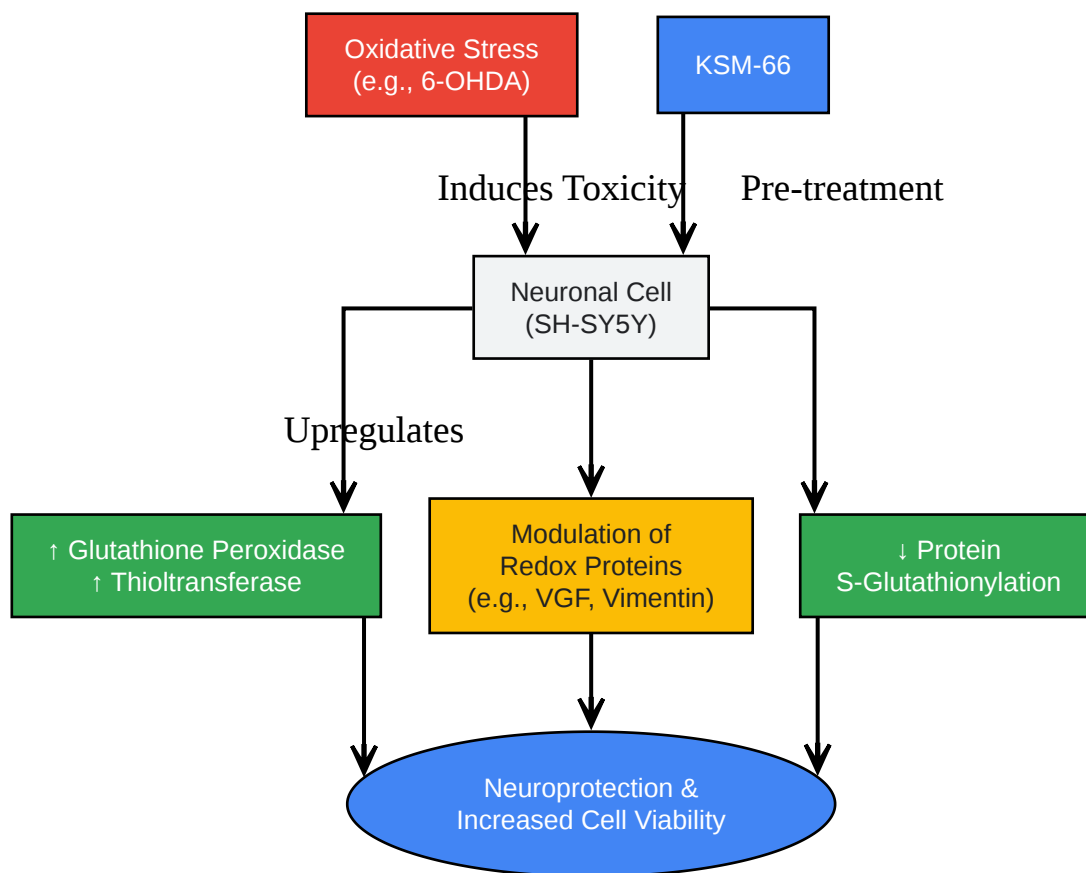 Oxidative Stress
(e.g., 6-OHDA)
KSM-66
Induces Toxicity
Pre-treatment
Neuronal Cell
(SH-SY5Y)
Upregulates
↑ Glutathione Peroxidase
↑ Thioltransferase
Modulation of
Redox Proteins
(e.g., VGF, Vimentin)
↓ Protein
S-Glutathionylation
Neuroprotection &
Increased Cell Viability